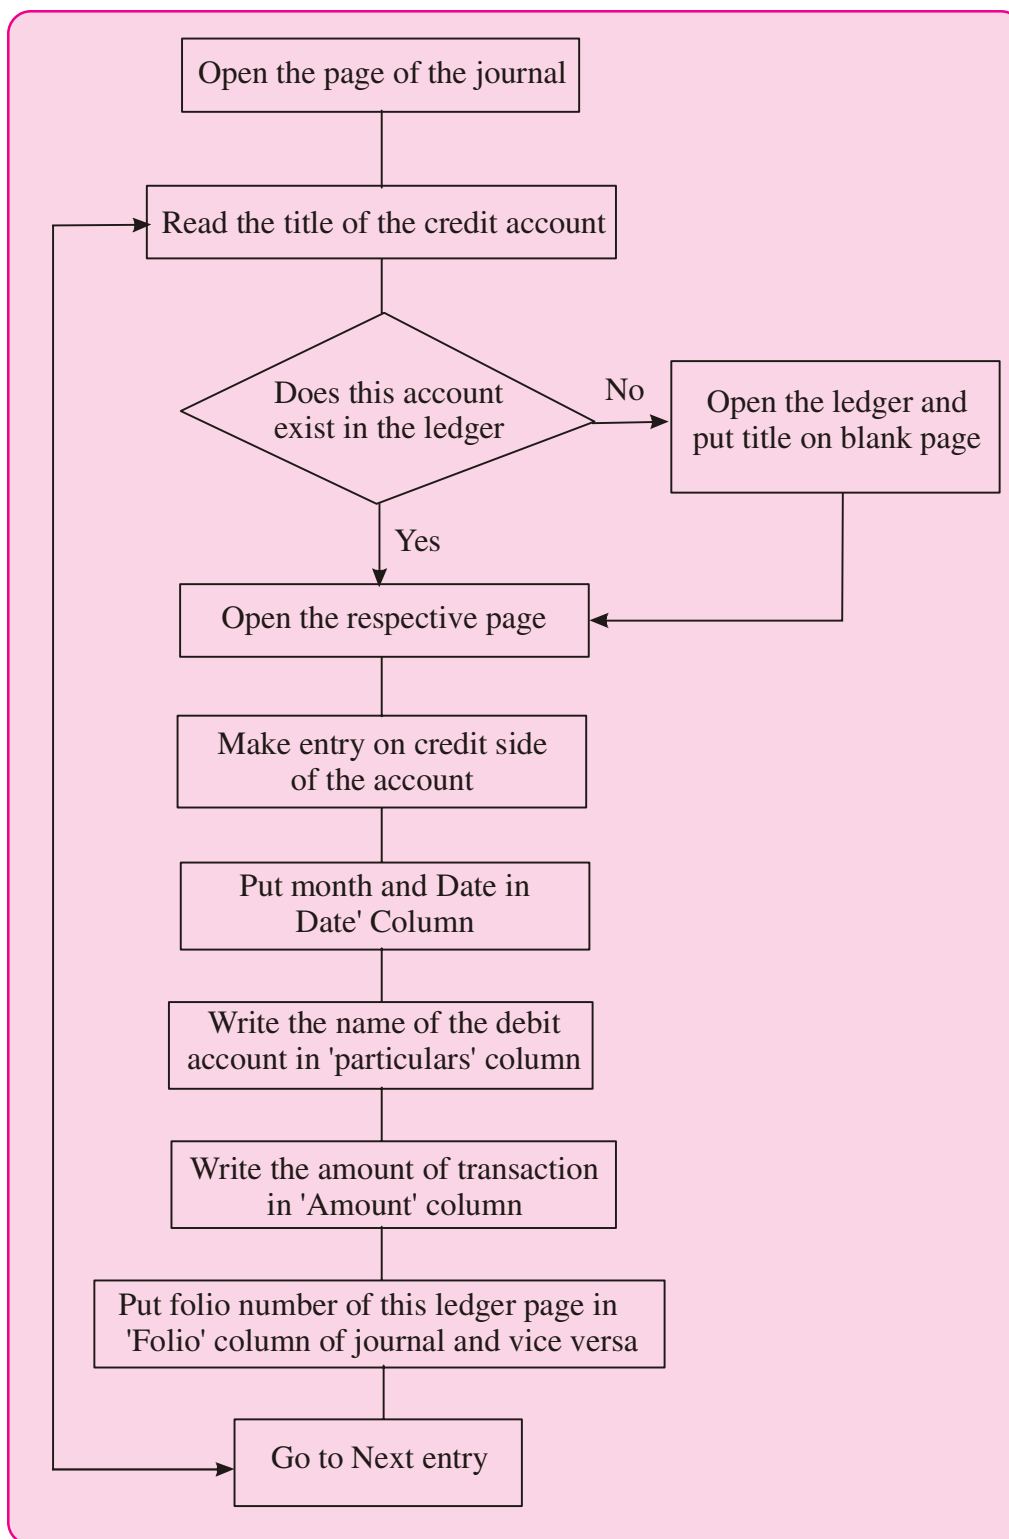 Open the page of the journal
Read the title of the credit account
Does this account
exist in the ledger
No
Open the ledger and
put title on blank page
Yes
Open the respective page
Make entry on credit side
of the account
Put month and Date in
Date' Column
Write the name of the debit
account in 'particulars' column
Write the amount of transaction
in 'Amount' column
Put folio number of this ledger page in
'Folio' column of journal and vice versa
Go to Next entry